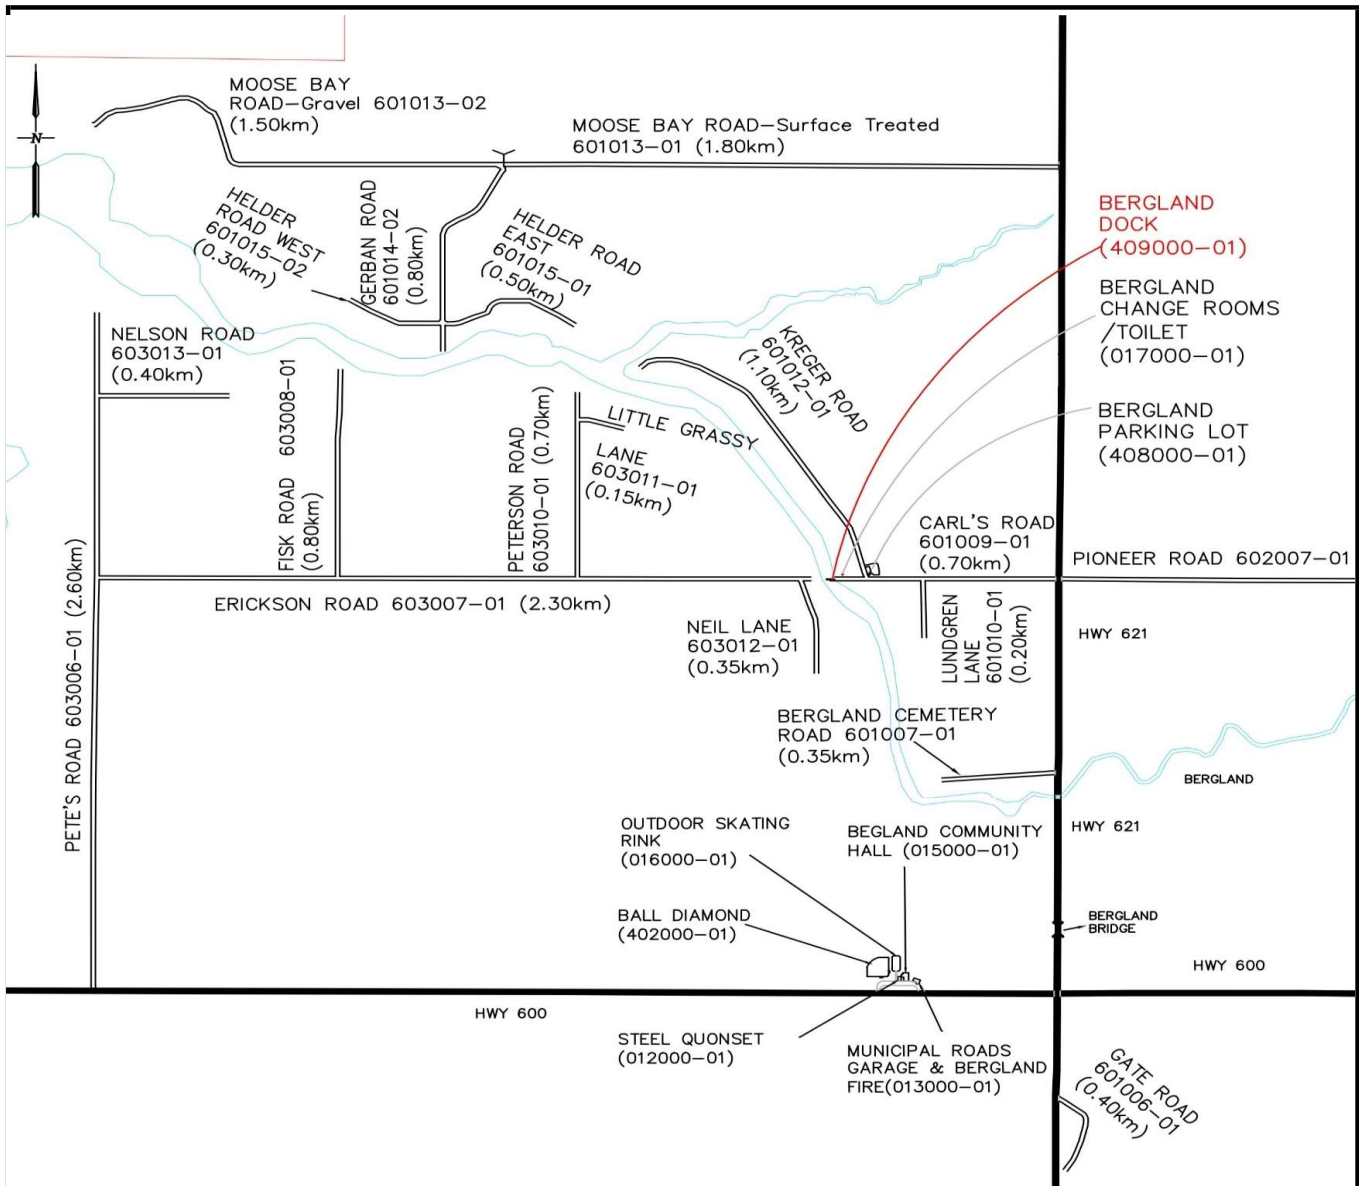 MOOSE BAY
ROAD–Gravel 601013–02
(1.50km)
MOOSE BAY ROAD–Surface Treated
601013–01 (1.80km)
N
HELDER
ROAD WEST
601015–02
(0.30km)
GERBAN ROAD
601014–02
(0.80km)
HELDER ROAD
EAST
601015–01
(0.50km)
BERGLAND
DOCK
(409000–01)
BERGLAND
CHANGE ROOMS
/TOILET
(017000–01)
BERGLAND
PARKING LOT
(408000–01)
NELSON ROAD
603013–01
(0.40km)
FISK ROAD 603008–01
(0.80km)
PETERSON ROAD
603010–01 (0.70km)
LITTLE GRASSY
LANE
603011–01
(0.15km)
KREGER ROAD
601012–01
(1.10km)
CARL'S ROAD
601009–01
(0.70km)
PIONEER ROAD 602007–01
PETE'S ROAD 603006–01 (2.60km)
ERICKSON ROAD 603007–01 (2.30km)
NEIL LANE
603012–01
(0.35km)
LUNDGREN
LANE
601010–01
(0.20km)
HWY 621
BERGLAND CEMETERY
ROAD 601007–01
(0.35km)
BERGLAND
HWY 621
OUTDOOR SKATING
RINK
(016000–01)
BEGLAND COMMUNITY
HALL (015000–01)
BALL DIAMOND
(402000–01)
BERGLAND
BRIDGE
HWY 600
HWY 600
STEEL QUONSET
(012000–01)
MUNICIPAL ROADS
GARAGE & BERGLAND
FIRE(013000–01)
GATE ROAD
601006–01
(0.40km)